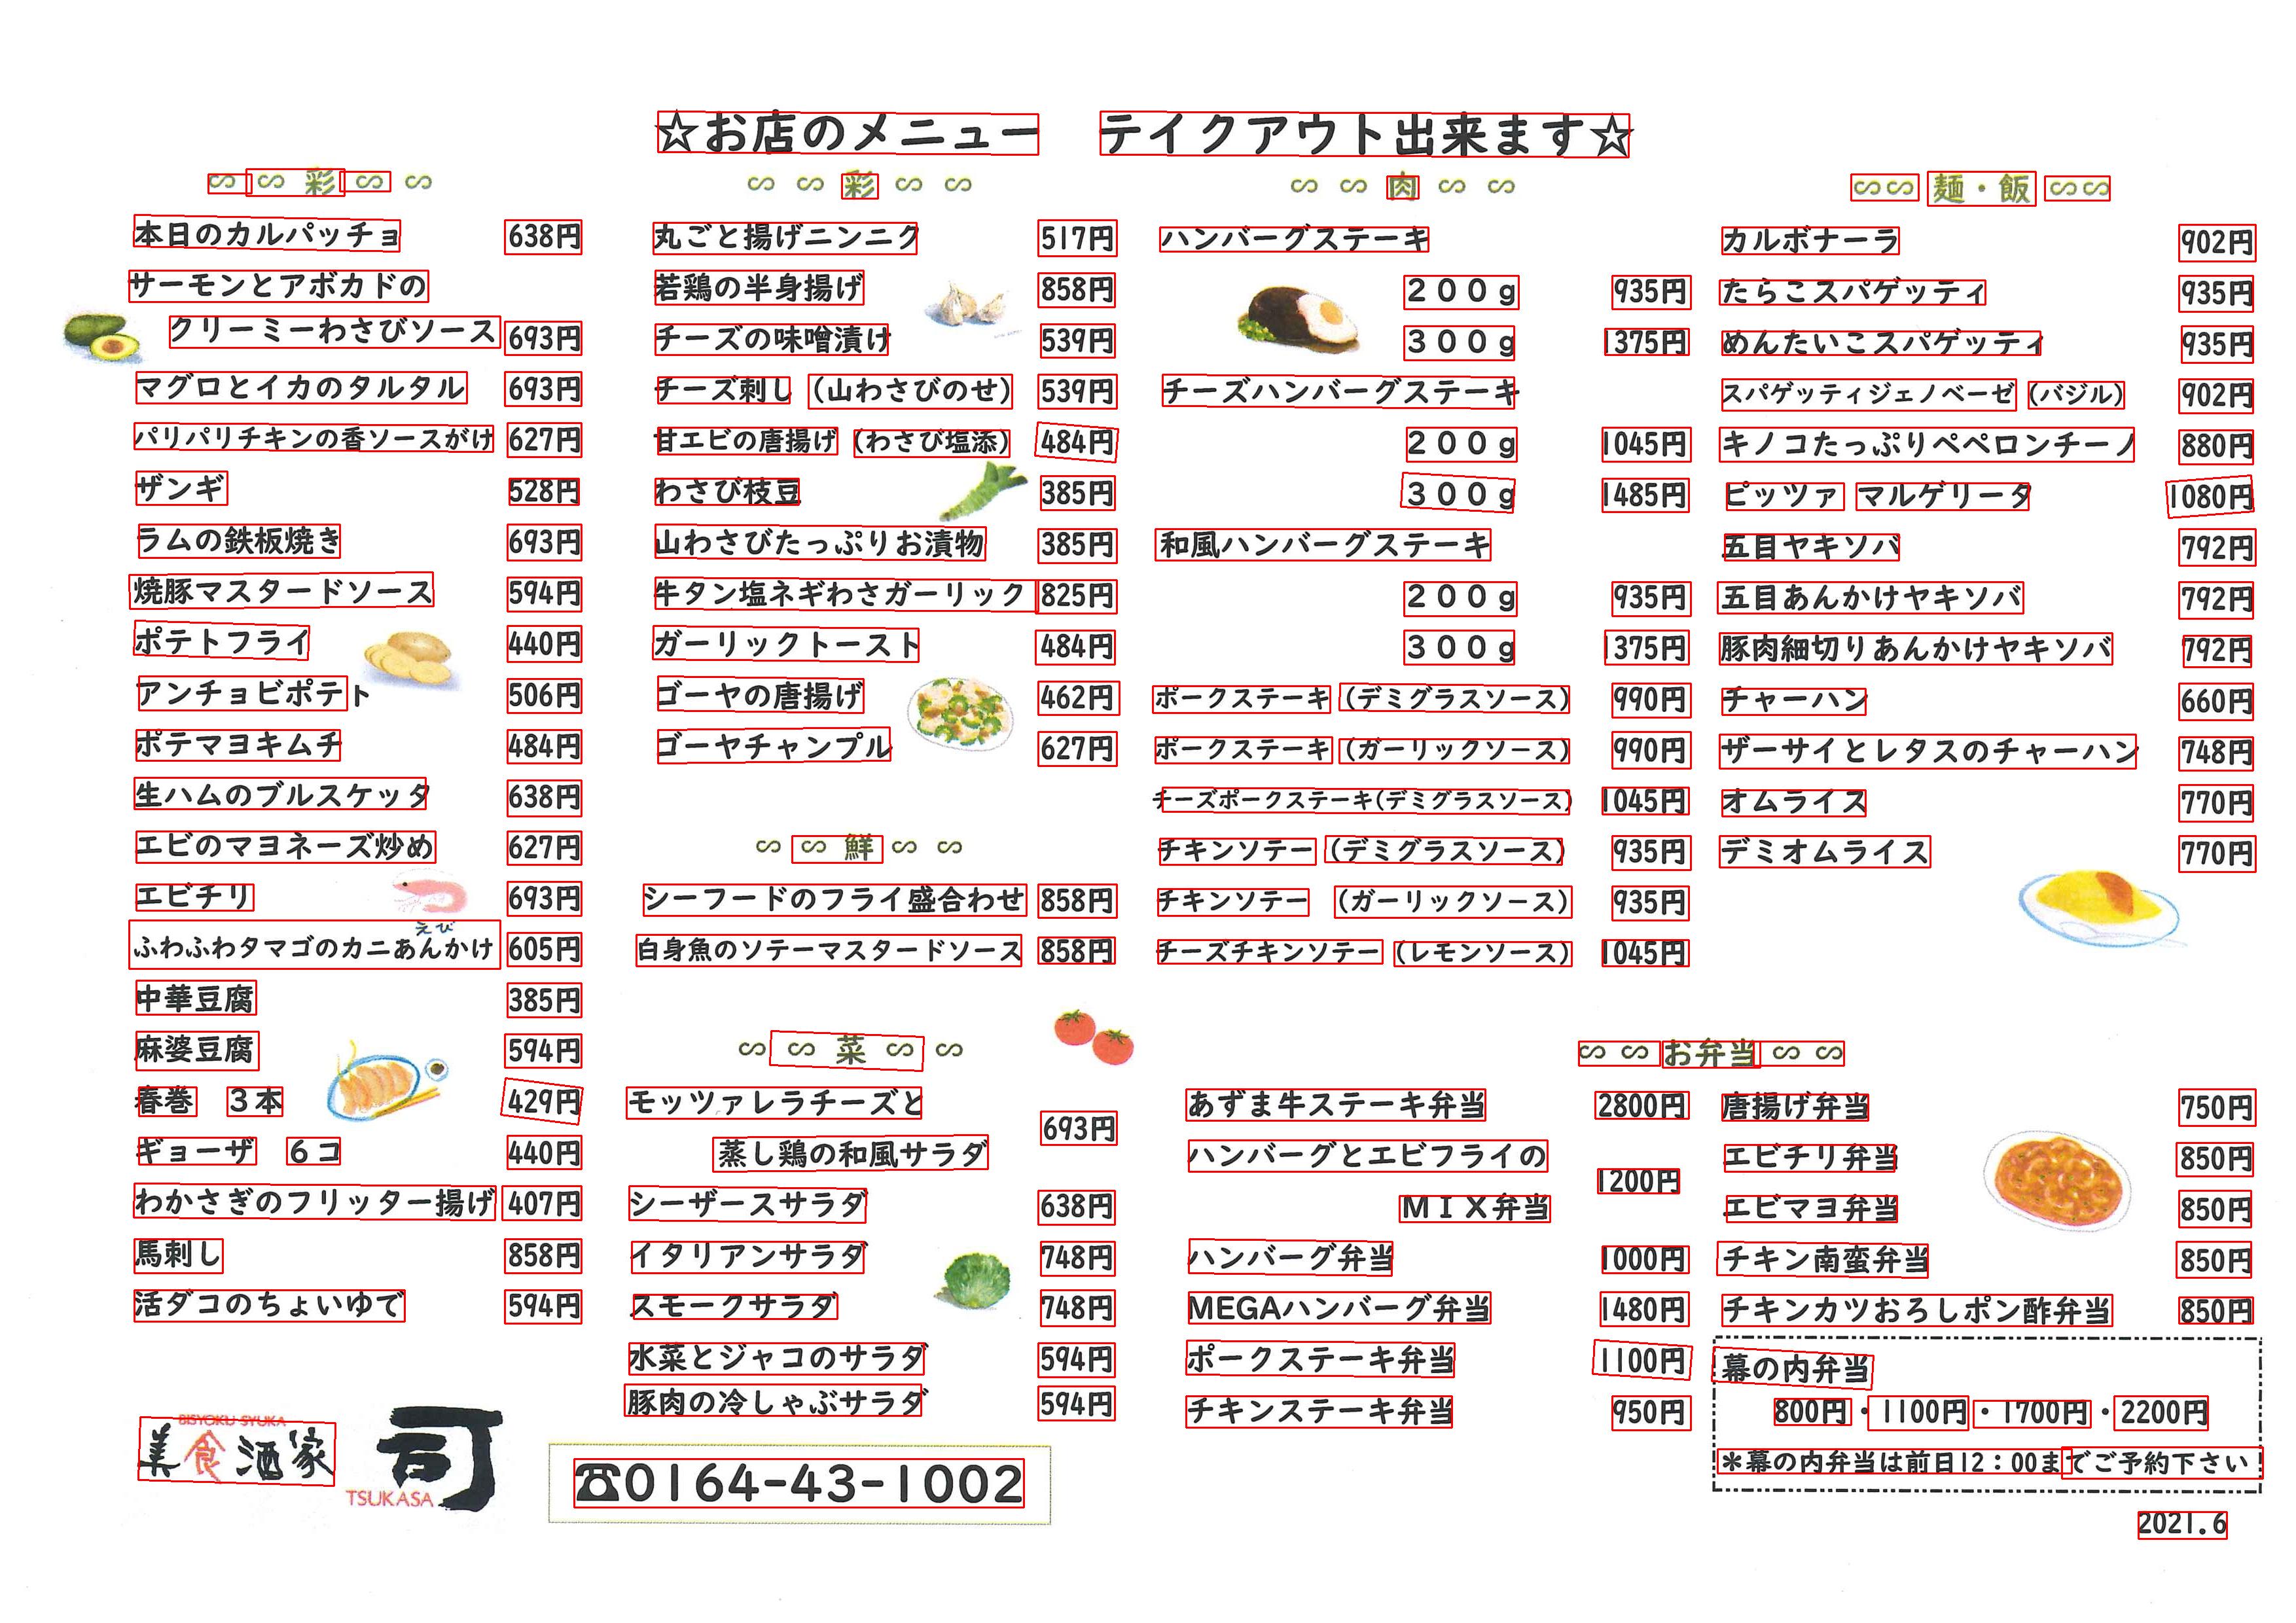 ☆お店のメニュー　テイクアウト出来ます☆
∽ ∽ 彩 ∽ ∽
本日のカルパッチョ 638円
サーモンとアボカドの
クリーミーわさびソース 693円
マグロとイカのタルタル 693円
パリパリチキンの香ソースがけ 627円
ザンギ 528円
ラムの鉄板焼き 693円
焼豚マスタードソース 594円
ポテトフライ 440円
アンチョビポテト 506円
ポテマヨキムチ 484円
生ハムのブルスケッタ 638円
エビのマヨネーズ炒め 627円
エビチリ 693円
えび
ふわふわタマゴのカニあんかけ 605円
中華豆腐 385円
麻婆豆腐 594円
春巻　3本 429円
ギョーザ　6コ 440円
わかさぎのフリッター揚げ 407円
馬刺し 858円
活ダコのちょいゆで 594円
BISYOKU SYUKA
美食酒家 司
TSUKASA
∽ ∽ 彩 ∽ ∽
丸ごと揚げニンニク 517円
若鶏の半身揚げ 858円
チーズの味噌漬け 539円
チーズ刺し（山わさびのせ） 539円
甘エビの唐揚げ（わさび塩添） 484円
わさび枝豆 385円
山わさびたっぷりお漬物 385円
牛タン塩ネギわさガーリック 825円
ガーリックトースト 484円
ゴーヤの唐揚げ 462円
ゴーヤチャンプル 627円
∽ ∽ 鮮 ∽ ∽
シーフードのフライ盛合わせ 858円
白身魚のソテーマスタードソース 858円
∽ ∽ 菜 ∽ ∽
モッツァレラチーズと
蒸し鶏の和風サラダ 693円
シーザースサラダ 638円
イタリアンサラダ 748円
スモークサラダ 748円
水菜とジャコのサラダ 594円
豚肉の冷しゃぶサラダ 594円
☎0164-43-1002
∽ ∽ 肉 ∽ ∽
ハンバーグステーキ
２００ｇ 935円
３００ｇ 1375円
チーズハンバーグステーキ
２００ｇ 1045円
３００ｇ 1485円
和風ハンバーグステーキ
２００ｇ 935円
３００ｇ 1375円
ポークステーキ（デミグラスソース） 990円
ポークステーキ（ガーリックソース） 990円
チーズポークステーキ(デミグラスソース) 1045円
チキンソテー（デミグラスソース） 935円
チキンソテー　（ガーリックソース） 935円
チーズチキンソテー（レモンソース） 1045円
∽∽ 麺・飯 ∽∽
カルボナーラ 902円
たらこスパゲッティ 935円
めんたいこスパゲッティ 935円
スパゲッティジェノベーゼ（バジル） 902円
キノコたっぷりペペロンチーノ 880円
ピッツァ マルゲリータ 1080円
五目ヤキソバ 792円
五目あんかけヤキソバ 792円
豚肉細切りあんかけヤキソバ 792円
チャーハン 660円
ザーサイとレタスのチャーハン 748円
オムライス 770円
デミオムライス 770円
∽ ∽ お弁当 ∽ ∽
あずま牛ステーキ弁当 2800円
ハンバーグとエビフライの
ＭＩＸ弁当 1200円
ハンバーグ弁当 1000円
MEGAハンバーグ弁当 1480円
ポークステーキ弁当 1100円
チキンステーキ弁当 950円
唐揚げ弁当 750円
エビチリ弁当 850円
エビマヨ弁当 850円
チキン南蛮弁当 850円
チキンカツおろしポン酢弁当 850円
幕の内弁当
800円・1100円・1700円・2200円
＊幕の内弁当は前日12：00までご予約下さい
2021.6